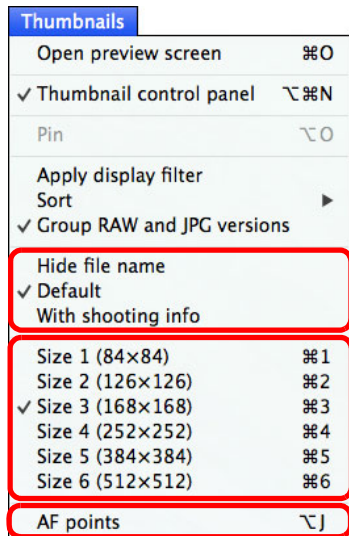 Thumbnails
Open preview screen ⌘O
✓ Thumbnail control panel ⌥⌘N
Pin ⌥O
Apply display filter
Sort ▶
✓ Group RAW and JPG versions
Hide file name
✓ Default
With shooting info
Size 1 (84×84) ⌘1
Size 2 (126×126) ⌘2
✓ Size 3 (168×168) ⌘3
Size 4 (252×252) ⌘4
Size 5 (384×384) ⌘5
Size 6 (512×512) ⌘6
AF points ⌥J